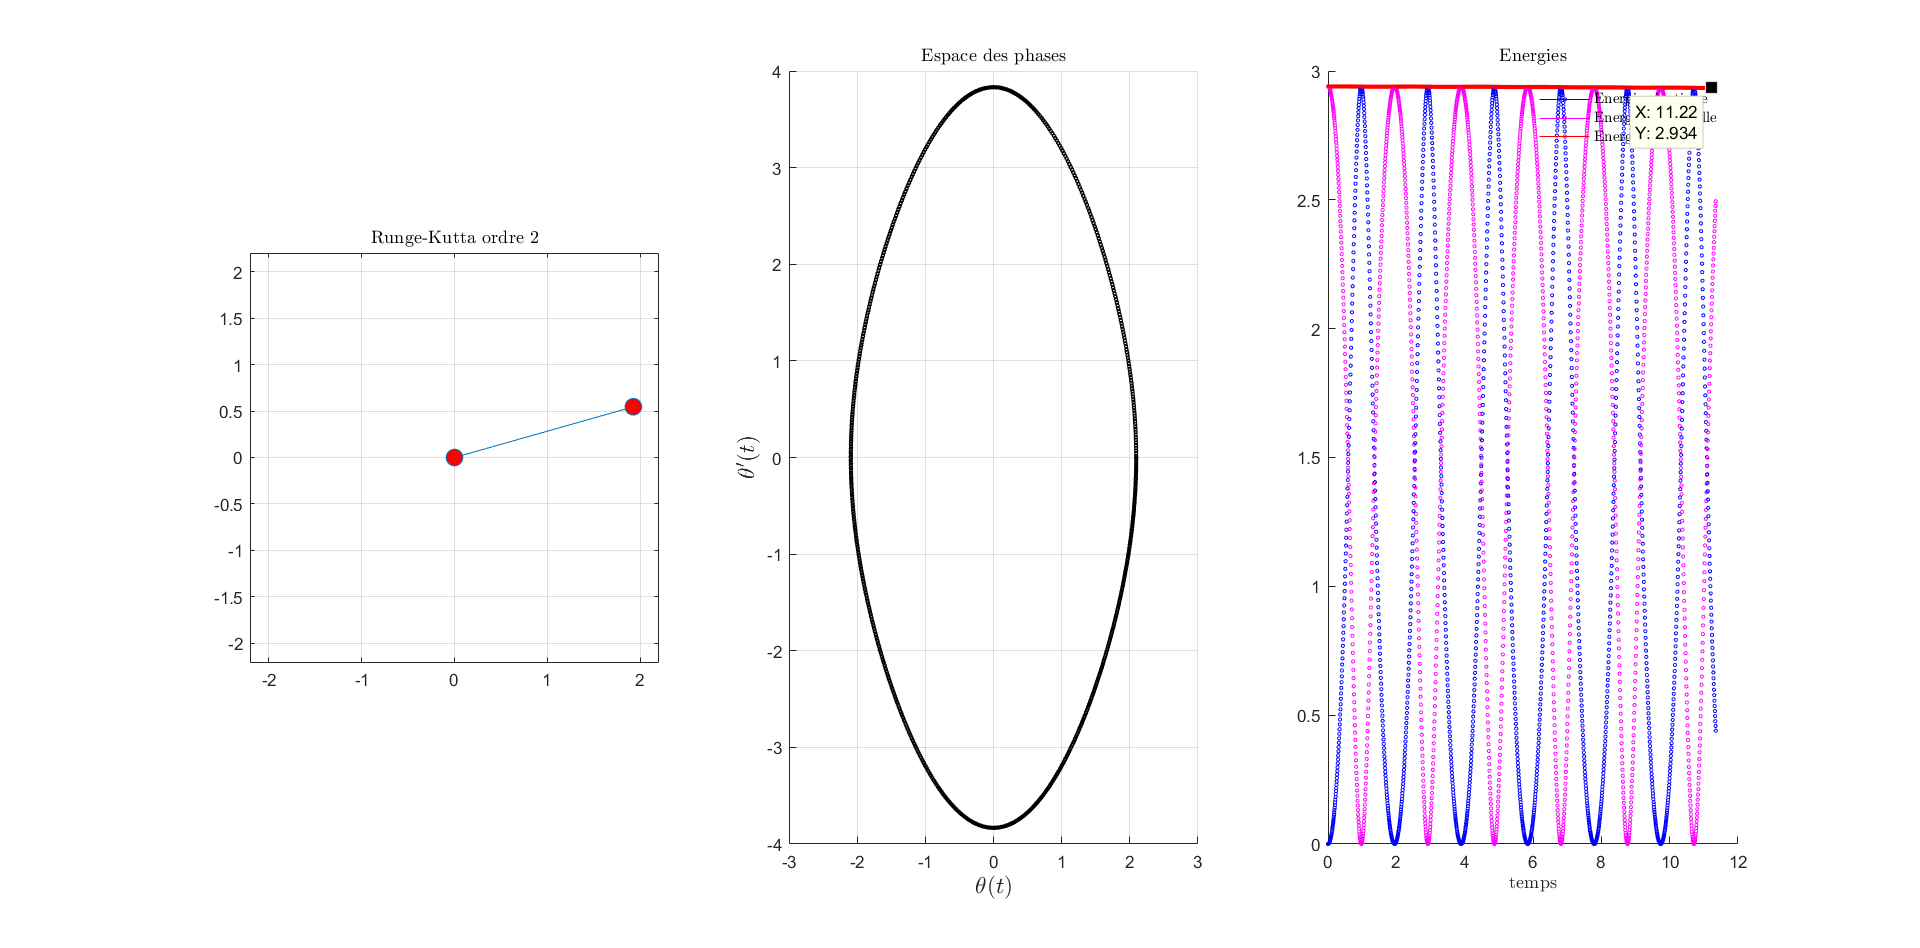 Runge-Kutta ordre 2
2
1.5
1
0.5
0
-0.5
-1
-1.5
-2
-2 -1 0 1 2
Espace des phases
4
3
2
1
0
-1
-2
-3
-4
θ′(t)
-3 -2 -1 0 1 2 3
θ(t)
Energies
3
2.5
2
1.5
1
0.5
0
X: 11.22
Y: 2.934
0 2 4 6 8 10 12
temps